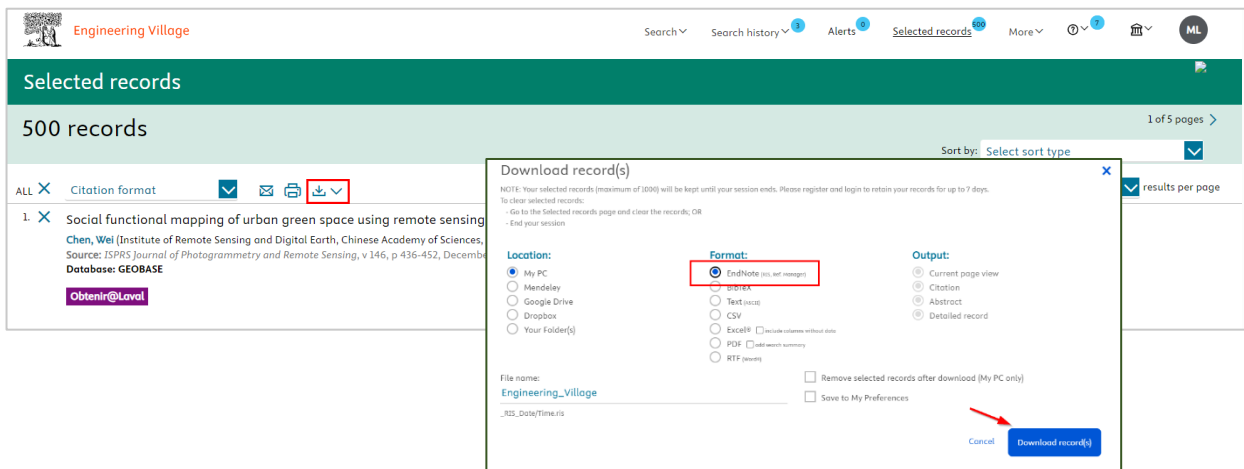 Engineering Village
Search Search history 3 Alerts 0 Selected records 500 More 7 ML
Selected records
500 records
1 of 5 pages
Sort by: Select sort type
ALL Citation format
results per page
1. Social functional mapping of urban green space using remote sensing
Chen, Wei (Institute of Remote Sensing and Digital Earth, Chinese Academy of Sciences,
Source: ISPRS Journal of Photogrammetry and Remote Sensing, v 146, p 436-452, Decembe
Database: GEOBASE
Obtenir@Laval
Download record(s)
NOTE: Your selected records (maximum of 1000) will be kept until your session ends. Please register and login to retain your records for up to 7 days.
To clear selected records:
- Go to the Selected records page and clear the records; OR
- End your session
Location:
My PC
Mendeley
Google Drive
Dropbox
Your Folder(s)
Format:
EndNote (RIS, Ref. Manager)
BibTeX
Text (ASCII)
CSV
Excel® include columns without data
PDF add search summary
RTF (Word®)
Output:
Current page view
Citation
Abstract
Detailed record
File name:
Engineering_Village
_RIS_Date/Time.ris
Remove selected records after download (My PC only)
Save to My Preferences
Cancel Download record(s)